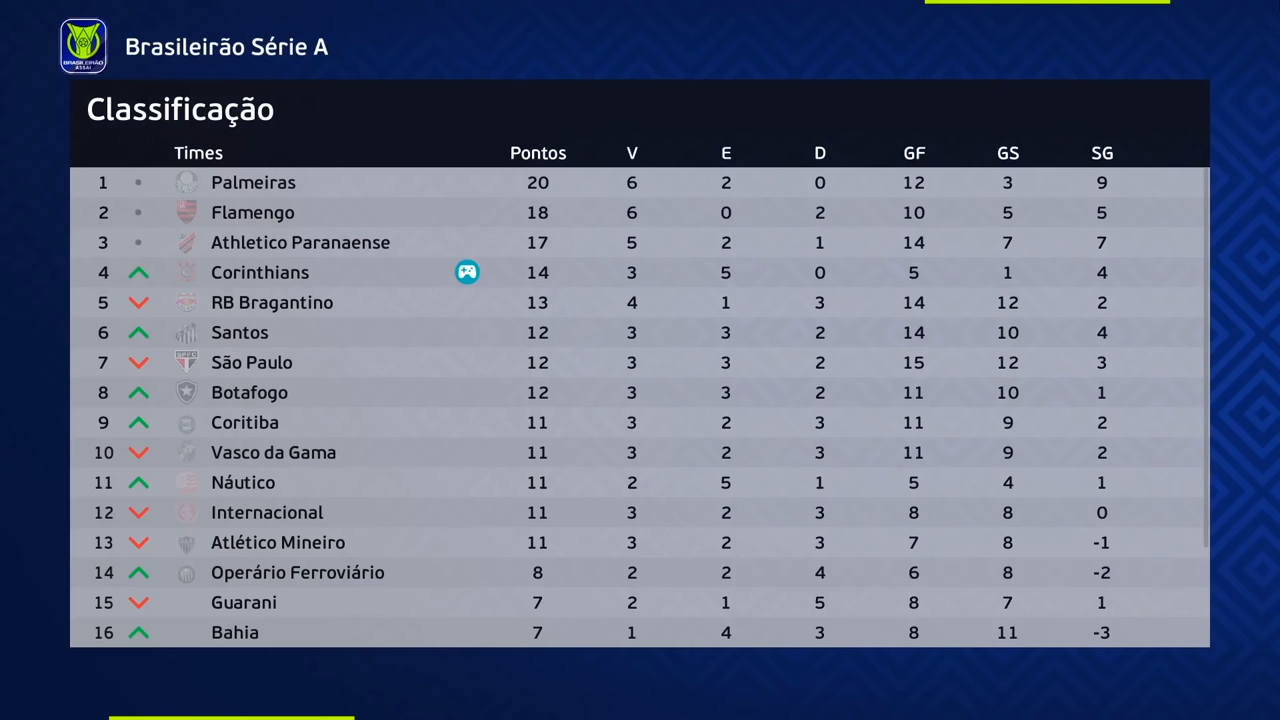 BRASILEIRÃO
ASSAÍ
Brasileirão Série A
Classificação
Times Pontos V E D GF GS SG
1 Palmeiras 20 6 2 0 12 3 9
2 Flamengo 18 6 0 2 10 5 5
3 Athletico Paranaense 17 5 2 1 14 7 7
4 Corinthians 14 3 5 0 5 1 4
5 RB Bragantino 13 4 1 3 14 12 2
6 Santos 12 3 3 2 14 10 4
7 São Paulo 12 3 3 2 15 12 3
8 Botafogo 12 3 3 2 11 10 1
9 Coritiba 11 3 2 3 11 9 2
10 Vasco da Gama 11 3 2 3 11 9 2
11 Náutico 11 2 5 1 5 4 1
12 Internacional 11 3 2 3 8 8 0
13 Atlético Mineiro 11 3 2 3 7 8 -1
14 Operário Ferroviário 8 2 2 4 6 8 -2
15 Guarani 7 2 1 5 8 7 1
16 Bahia 7 1 4 3 8 11 -3